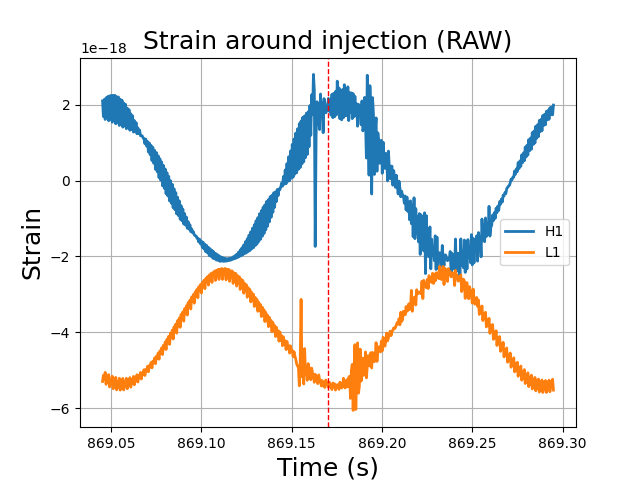 Strain around injection (RAW)
1e−18
2
0
−2
−4
−6
Strain
H1
L1
869.05 869.10 869.15 869.20 869.25 869.30
Time (s)